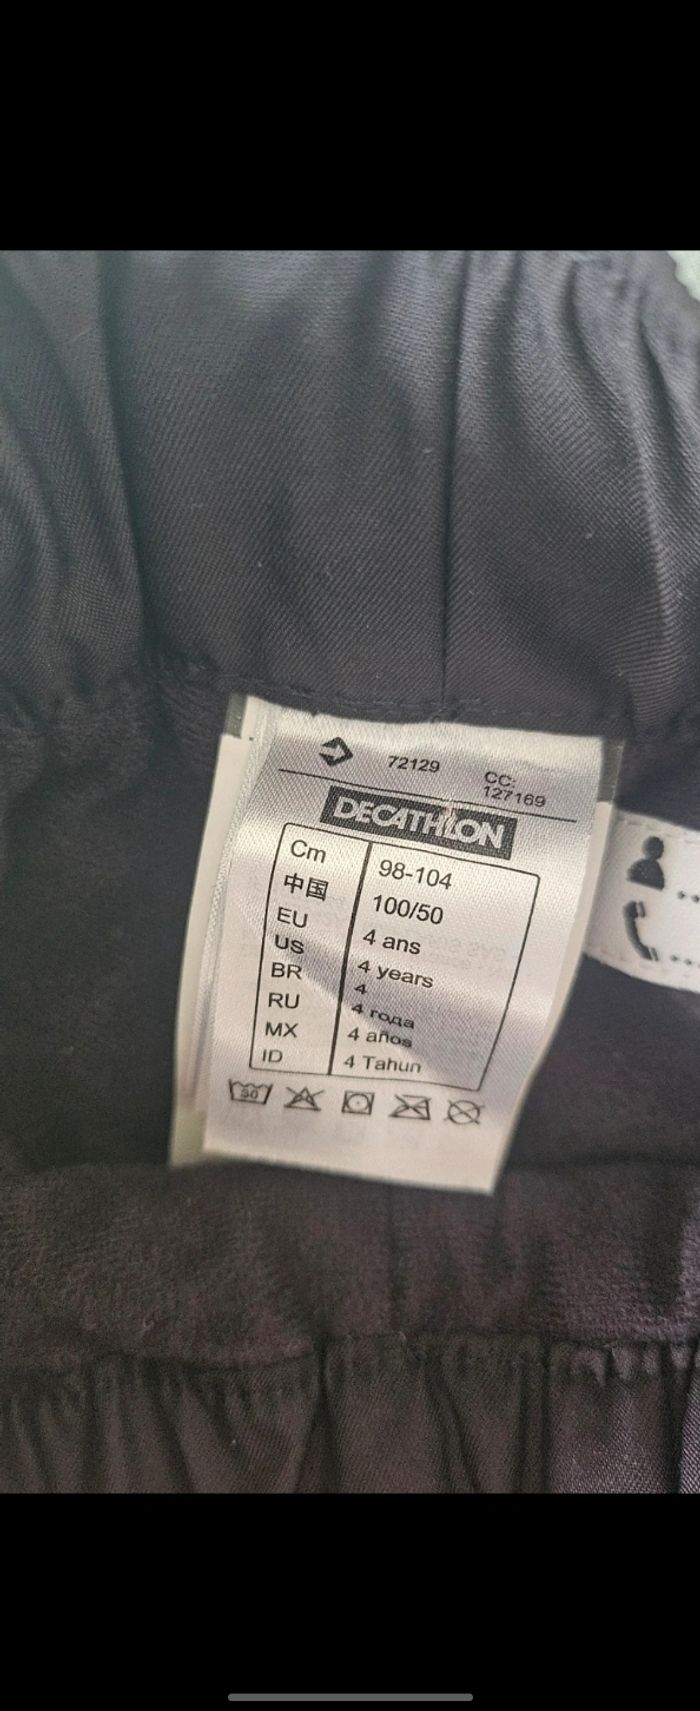 72129
CC:
127169
DECATHLON
Cm 98-104
中国 100/50
EU 4 ans
US 4 years
BR 4
RU 4 года
MX 4 años
ID 4 Tahun
30